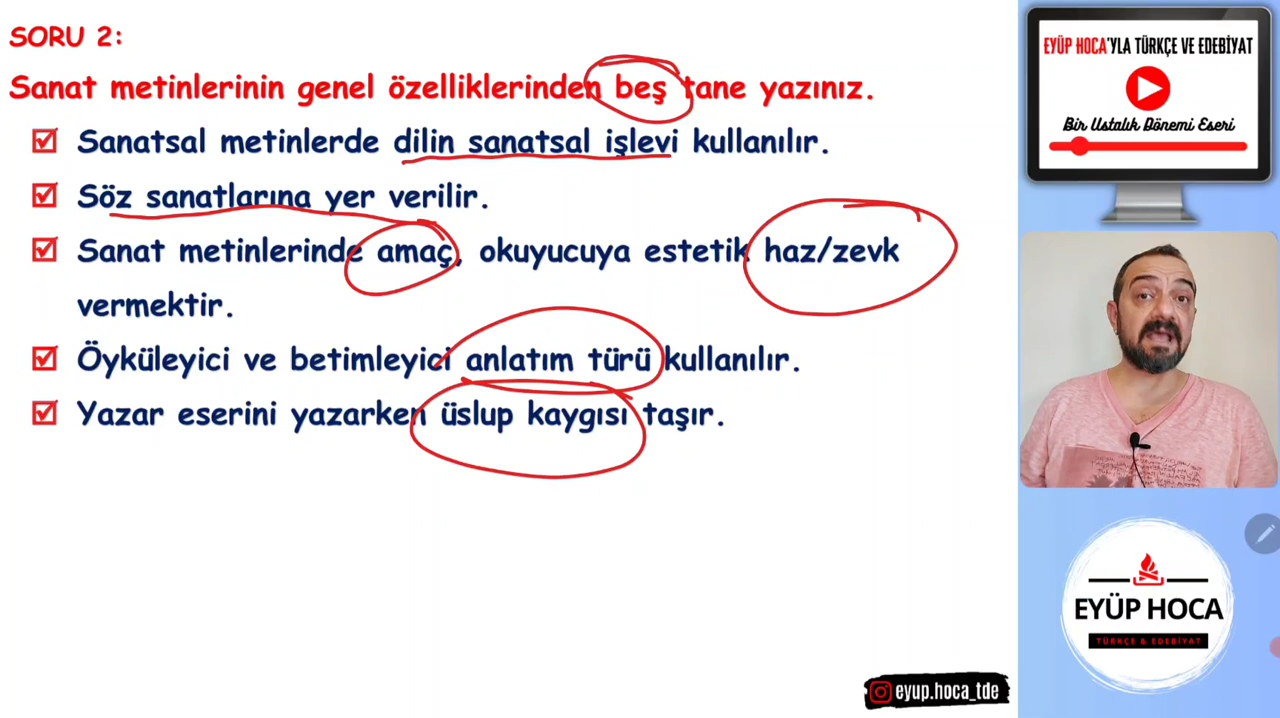 SORU 2:
Sanat metinlerinin genel özelliklerinden beş tane yazınız.
Sanatsal metinlerde dilin sanatsal işlevi kullanılır.
Söz sanatlarına yer verilir.
Sanat metinlerinde amaç, okuyucuya estetik haz/zevk
vermektir.
Öyküleyici ve betimleyici anlatım türü kullanılır.
Yazar eserini yazarken üslup kaygısı taşır.
EYÜP HOCA'YLA TÜRKÇE VE EDEBİYAT
Bir Ustalık Dönemi Eseri
EYÜP HOCA
TÜRKÇE & EDEBİYAT
eyup.hoca_tde